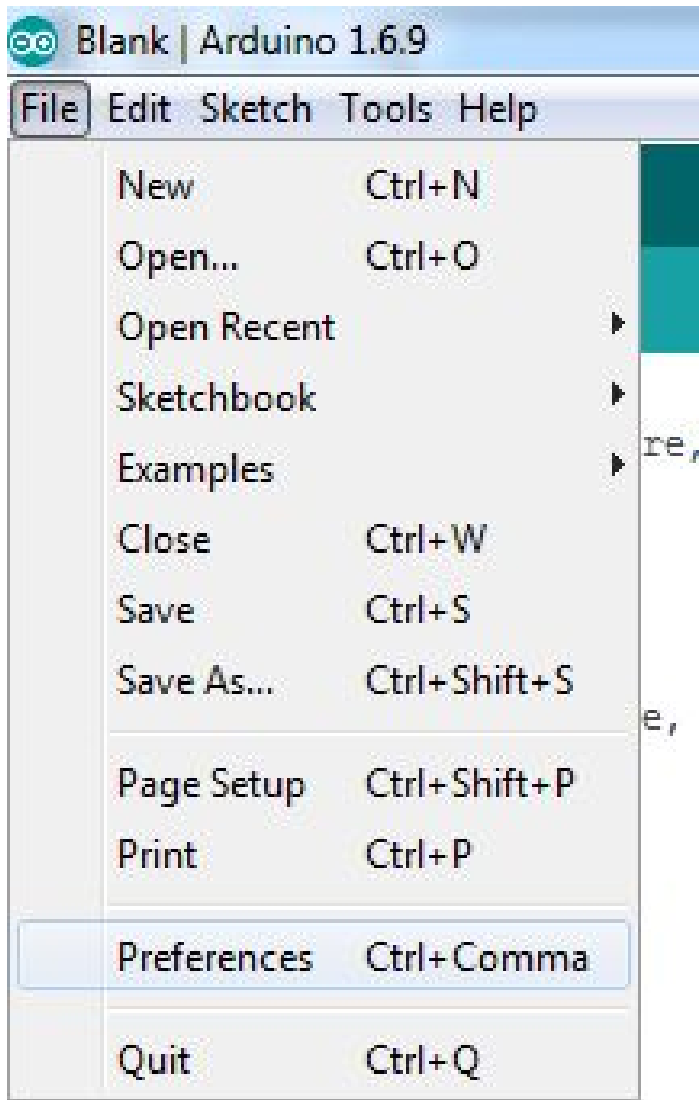 Blank | Arduino 1.6.9
File Edit Sketch Tools Help
New Ctrl+N
Open... Ctrl+O
Open Recent
Sketchbook
Examples
re,
Close Ctrl+W
Save Ctrl+S
Save As... Ctrl+Shift+S
e,
Page Setup Ctrl+Shift+P
Print Ctrl+P
Preferences Ctrl+Comma
Quit Ctrl+Q